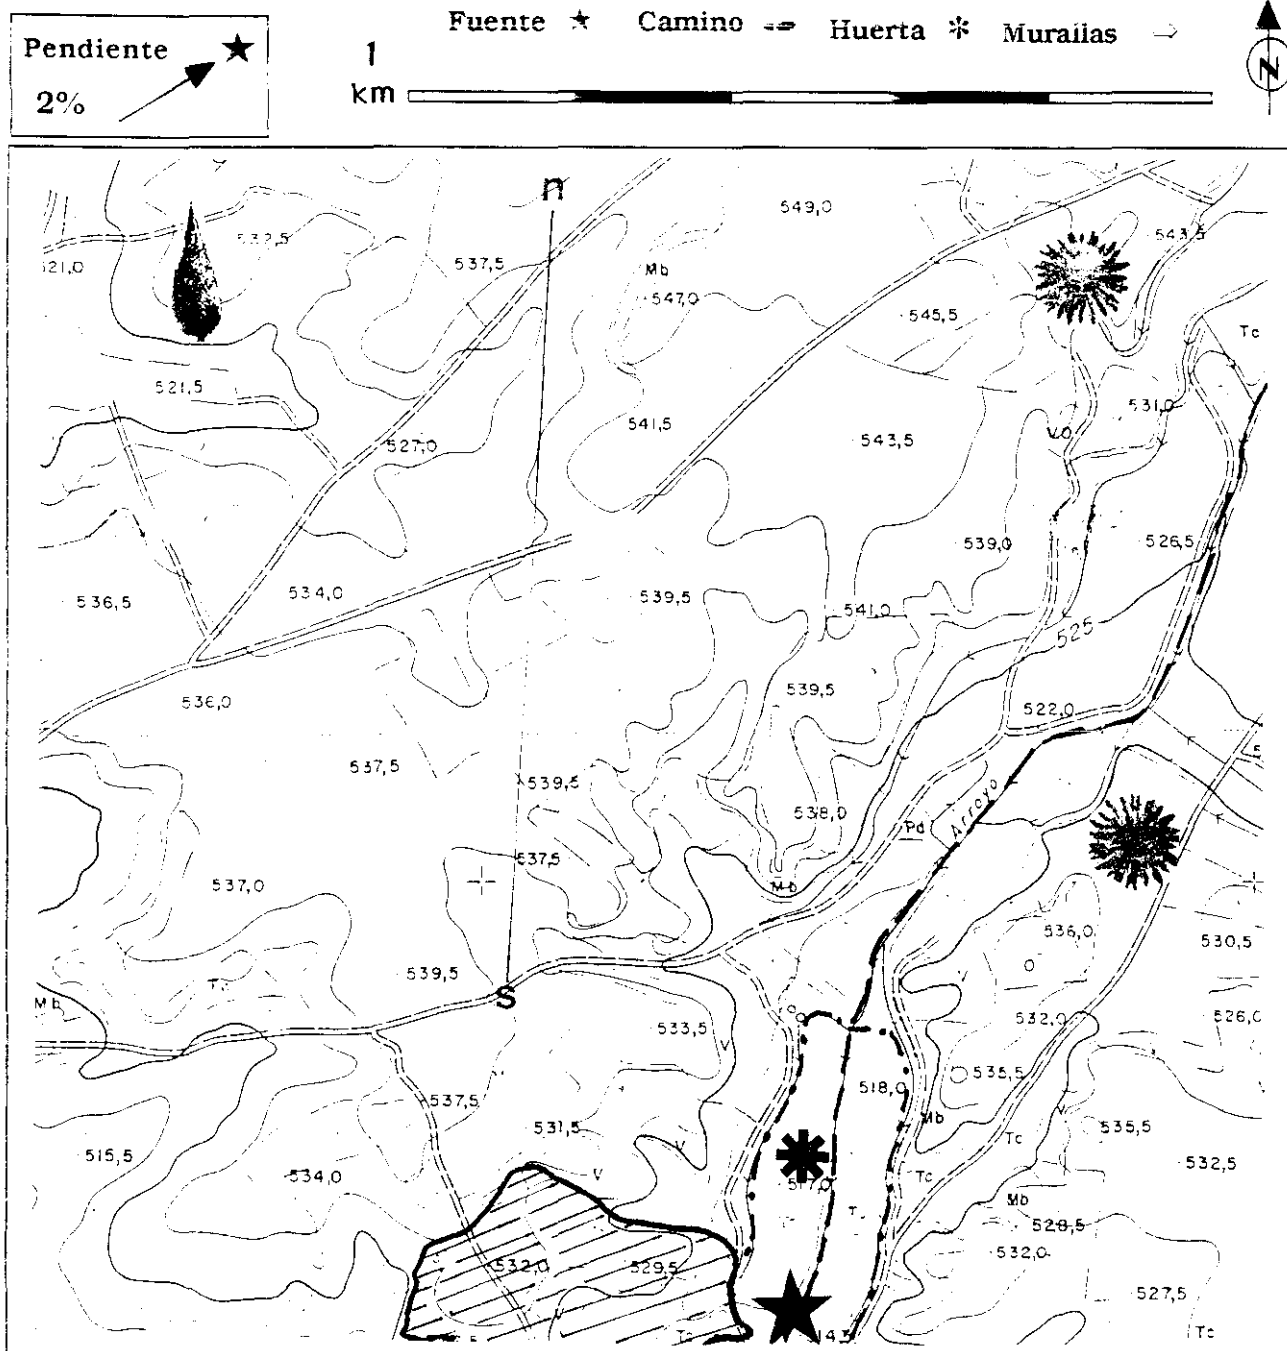 Fuente Camino Huerta Murallas
Pendiente
2%
1
km
N
n
549,0
532,5
543,5
521,0
537,5
Mb
547,0
545,5
Tc
521,5
531,0
541,5
V O
527,0
543,5
539,0
526,5
536,5
534,0
539,5
541,0
525
539,5
536,0
522,0
537,5
539,5
Arroyo
538,0
Pd
537,5
Mb
537,0
536,0
530,5
539,5
V
O
Mb
S
533,5
532,0
526,0
V
535,5
518,0
537,5
Mb
V
531,5
535,5
515,5
V
Tc
534,0
V
532,5
517,0
Tc
Mb
528,5
532,0
532,0
529,5
527,5
V
Tc
14,5
Tc